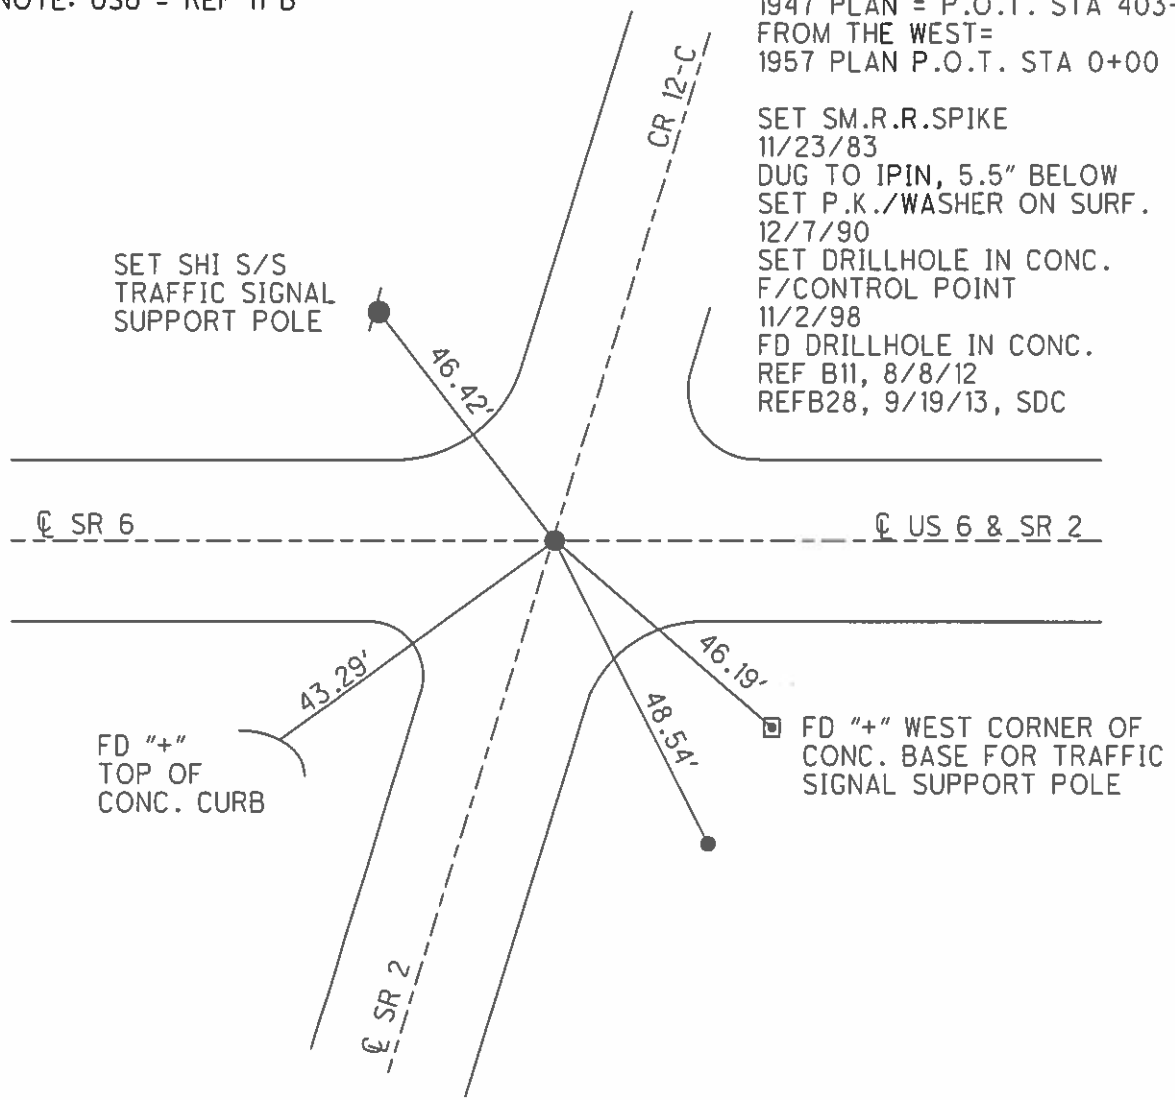 NOTE: US6 = REF 11 B
1947 PLAN = P.O.T. STA 403+
FROM THE WEST=
1957 PLAN P.O.T. STA 0+00
SET SM.R.R.SPIKE
11/23/83
DUG TO IPIN, 5.5" BELOW
SET P.K./WASHER ON SURF.
12/7/90
SET DRILLHOLE IN CONC.
F/CONTROL POINT
11/2/98
FD DRILLHOLE IN CONC.
REF B11, 8/8/12
REFB28, 9/19/13, SDC
CR 12-C
SET SHI S/S
TRAFFIC SIGNAL
SUPPORT POLE
46.42'
℄ SR 6
℄ US 6 & SR 2
43.29'
46.19'
48.54'
FD "+"
TOP OF
CONC. CURB
FD "+" WEST CORNER OF
CONC. BASE FOR TRAFFIC
SIGNAL SUPPORT POLE
℄ SR 2